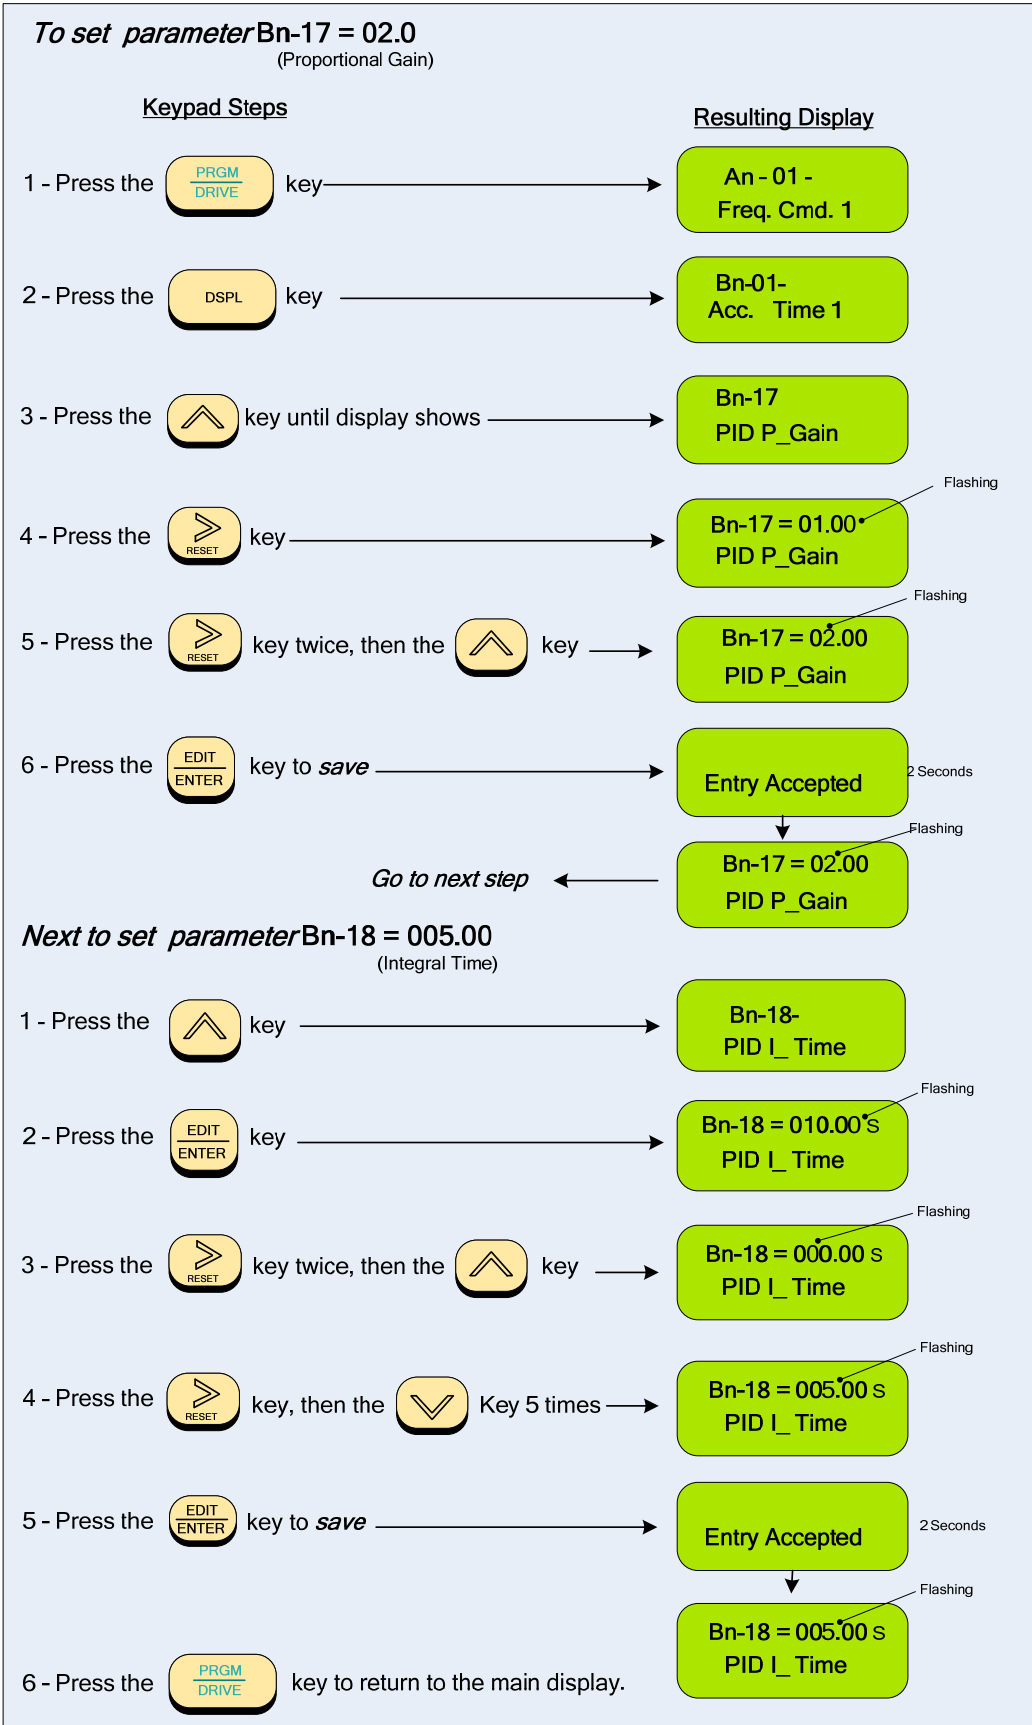 To set parameter Bn-17 = 02.0
(Proportional Gain)
Keypad Steps
Resulting Display
1 - Press the PRGM DRIVE key
An - 01 -
Freq. Cmd. 1
2 - Press the DSPL key
Bn-01-
Acc. Time 1
3 - Press the key until display shows
Bn-17
PID P_Gain
Flashing
4 - Press the RESET key
Bn-17 = 01.00
PID P_Gain
Flashing
5 - Press the RESET key twice, then the key
Bn-17 = 02.00
PID P_Gain
6 - Press the EDIT ENTER key to save
Entry Accepted
2 Seconds
Flashing
Bn-17 = 02.00
PID P_Gain
Go to next step
Next to set parameter Bn-18 = 005.00
(Integral Time)
1 - Press the key
Bn-18-
PID I_ Time
Flashing
2 - Press the EDIT ENTER key
Bn-18 = 010.00 S
PID I_ Time
Flashing
3 - Press the RESET key twice, then the key
Bn-18 = 000.00 S
PID I_ Time
Flashing
4 - Press the RESET key, then the Key 5 times
Bn-18 = 005.00 S
PID I_ Time
5 - Press the EDIT ENTER key to save
Entry Accepted
2 Seconds
Flashing
Bn-18 = 005.00 S
PID I_ Time
6 - Press the PRGM DRIVE key to return to the main display.